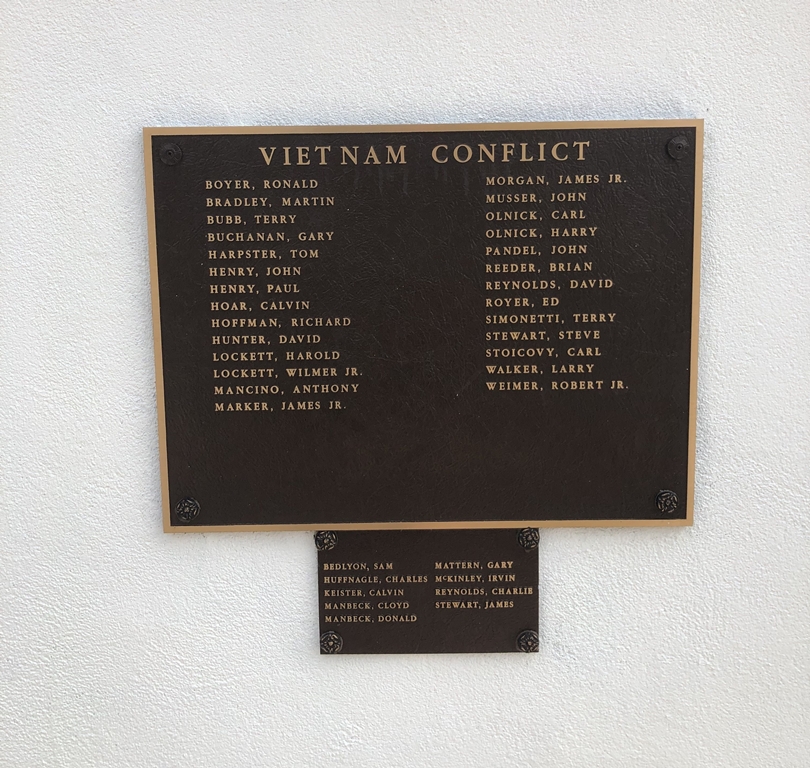 VIETNAM CONFLICT
BOYER, RONALD
BRADLEY, MARTIN
BUBB, TERRY
BUCHANAN, GARY
HARPSTER, TOM
HENRY, JOHN
HENRY, PAUL
HOAR, CALVIN
HOFFMAN, RICHARD
HUNTER, DAVID
LOCKETT, HAROLD
LOCKETT, WILMER JR.
MANCINO, ANTHONY
MARKER, JAMES JR.
MORGAN, JAMES JR.
MUSSER, JOHN
OLNICK, CARL
OLNICK, HARRY
PANDEL, JOHN
REEDER, BRIAN
REYNOLDS, DAVID
ROYER, ED
SIMONETTI, TERRY
STEWART, STEVE
STOICOVY, CARL
WALKER, LARRY
WEIMER, ROBERT JR.
BEDLYON, SAM
HUFFNAGLE, CHARLES
KEISTER, CALVIN
MANBECK, CLOYD
MANBECK, DONALD
MATTERN, GARY
McKINLEY, IRVIN
REYNOLDS, CHARLIE
STEWART, JAMES